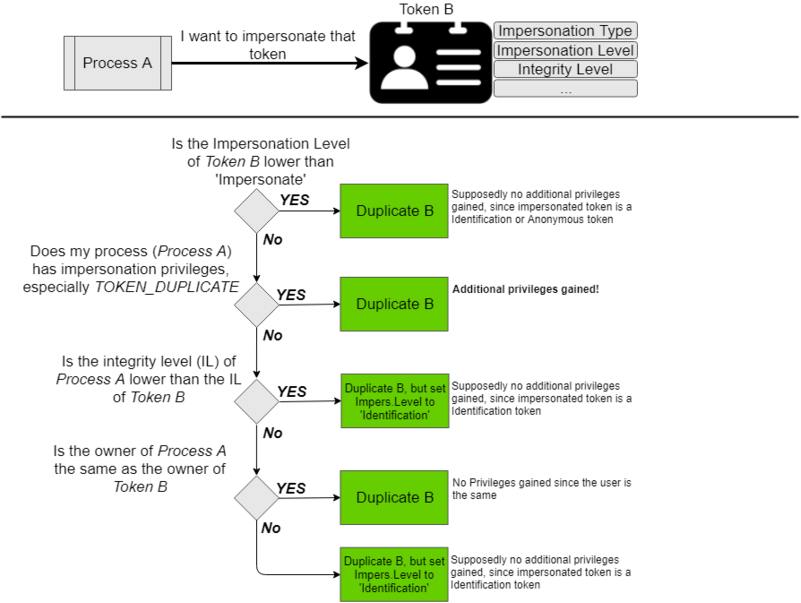 Token B
I want to impersonate that
token
Process A
Impersonation Type
Impersonation Level
Integrity Level
...
Is the Impersonation Level
of Token B lower than
'Impersonate'
YES
Duplicate B
Supposedly no additional privileges
gained, since impersonated token is a
Identification or Anonymous token
No
Does my process (Process A)
has impersonation privileges,
especially TOKEN_DUPLICATE
YES
Duplicate B
Additional privileges gained!
No
Is the integrity level (IL) of
Process A lower than the IL
of Token B
YES
Duplicate B, but set
Impers.Level to
'Identification'
Supposedly no additional privileges
gained, since impersonated token is a
Identification token
No
Is the owner of Process A
the same as the owner of
Token B
YES
Duplicate B
No Privileges gained since the user is
the same
No
Duplicate B, but set
Impers.Level to
'Identification'
Supposedly no additional privileges
gained, since impersonated token is a
Identification token